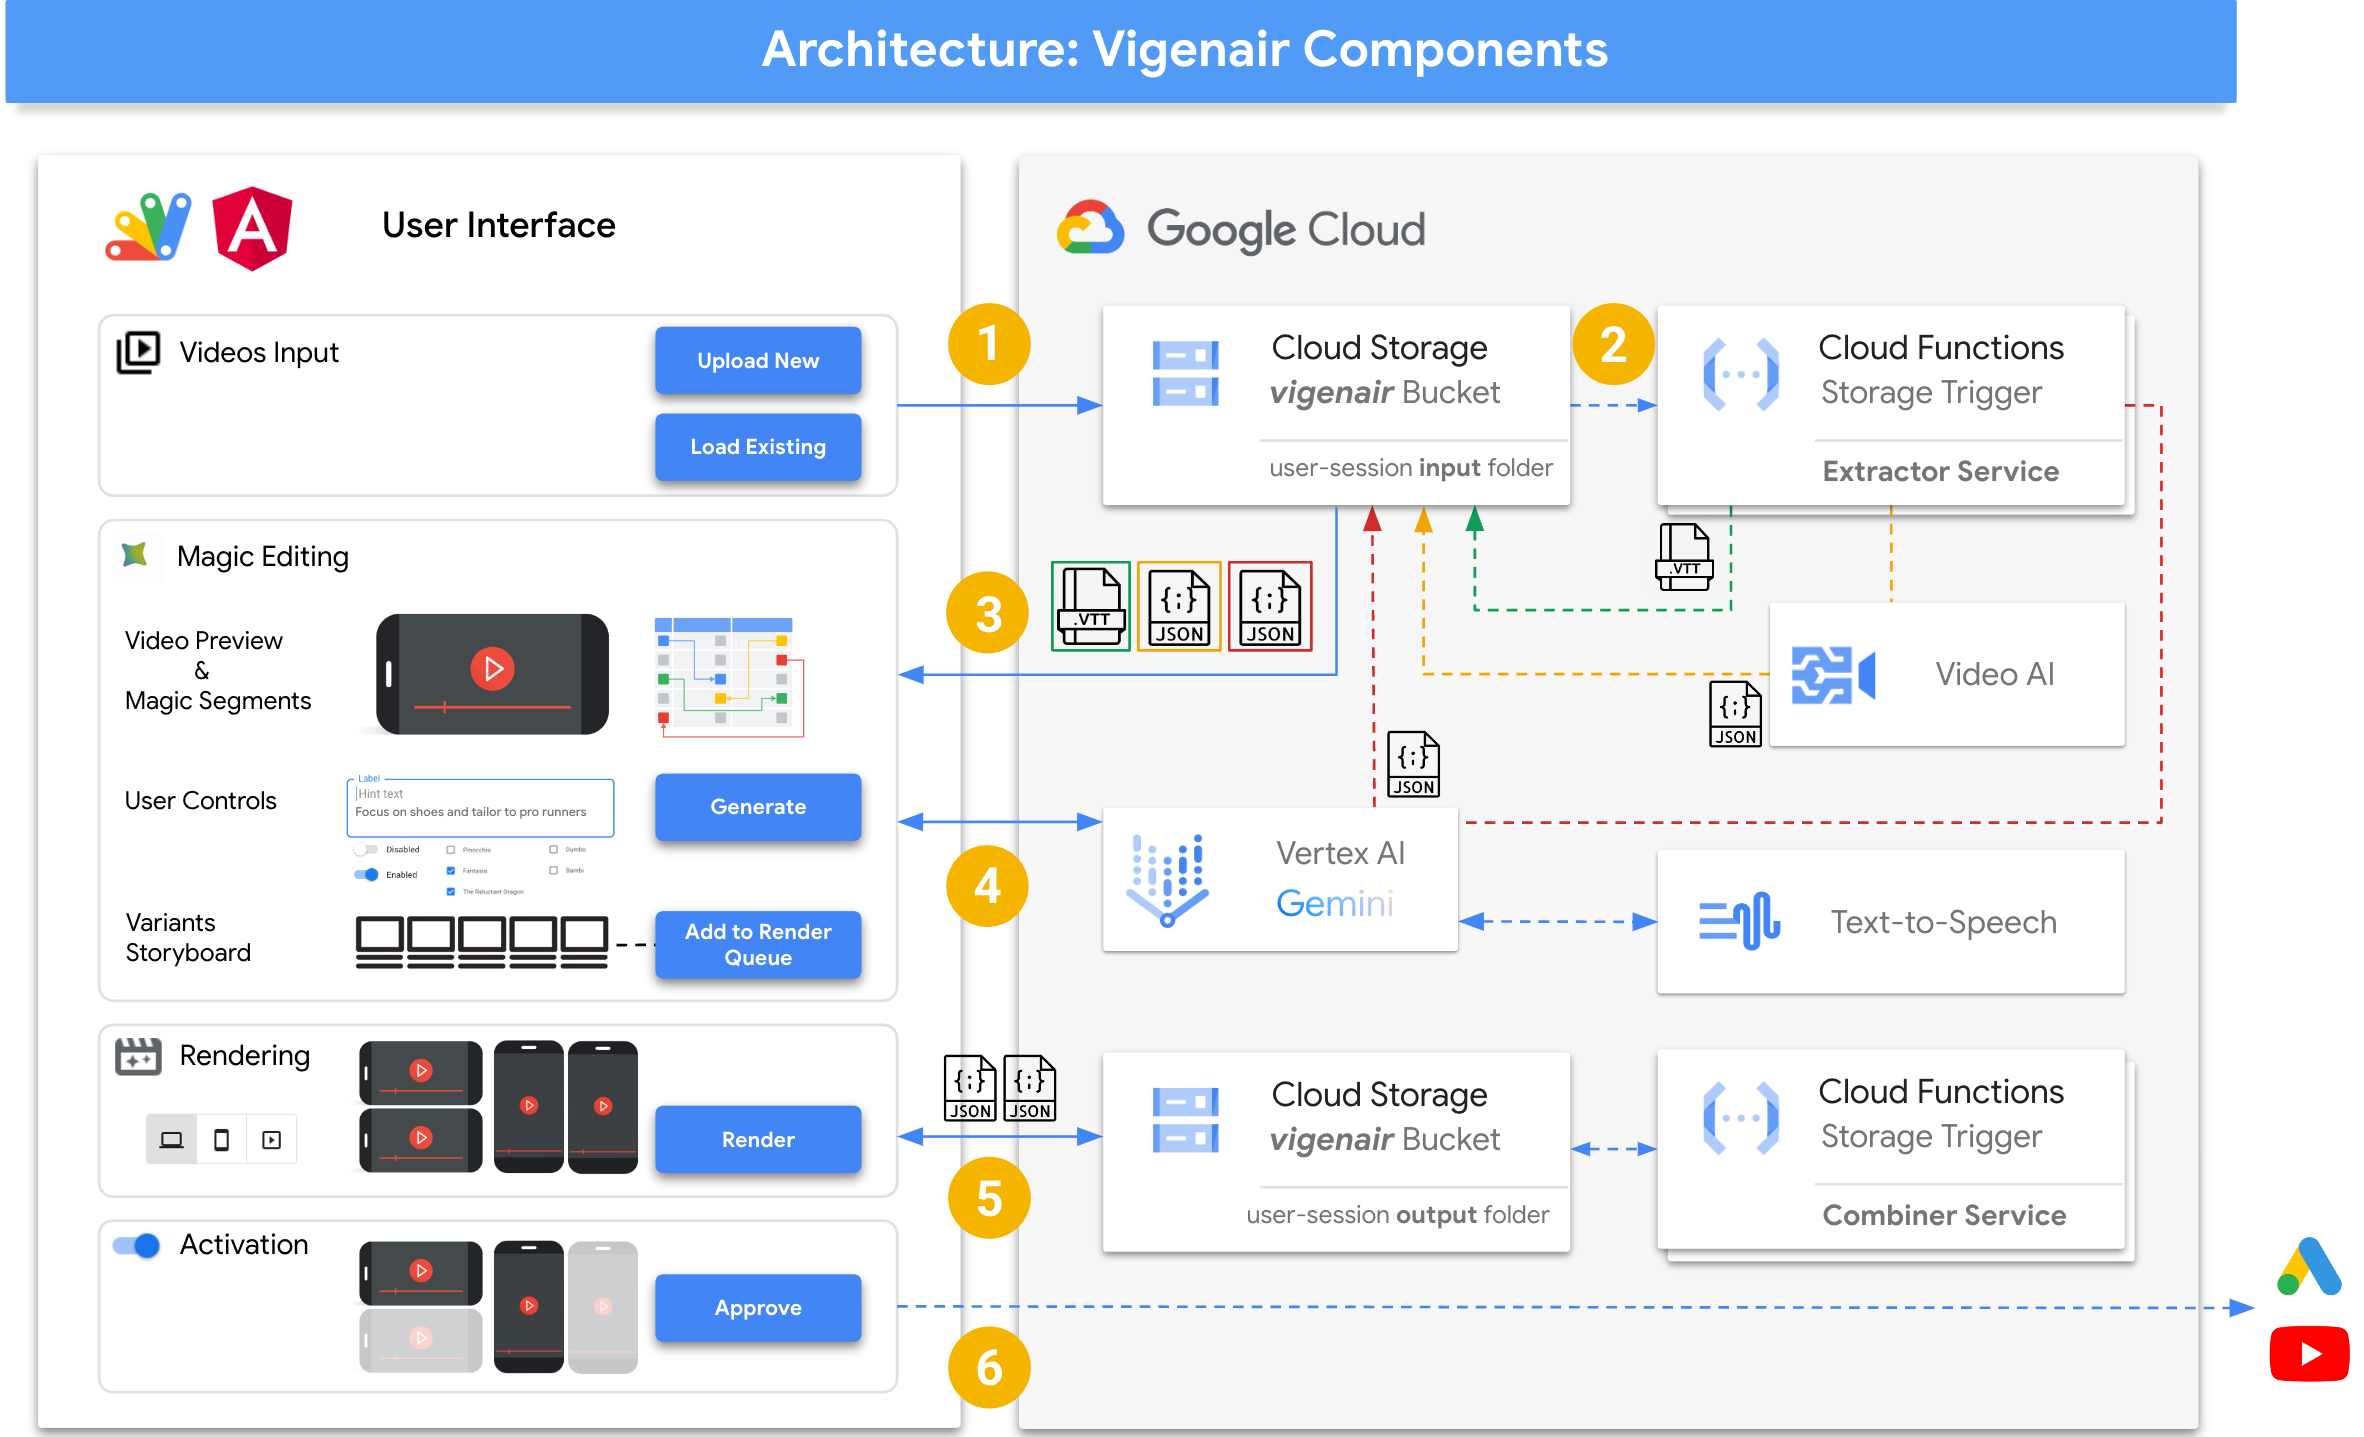 Architecture: Vigenair Components
User Interface
Videos Input
Upload New
Load Existing
Magic Editing
Video Preview
&
Magic Segments
User Controls
Label
Hint text
Focus on shoes and tailor to pro runners
Generate
Disabled
Pinocchio
Dumbo
Enabled
Fantasia
Bambi
The Reluctant Dragon
Variants
Storyboard
Add to Render
Queue
Rendering
Render
Activation
Approve
1
2
3
4
5
6
Google Cloud
Cloud Storage
vigenair Bucket
user-session input folder
Cloud Functions
Storage Trigger
Extractor Service
.VTT
{;}
JSON
{;}
JSON
.VTT
Video AI
{;}
JSON
{;}
JSON
Vertex AI
Gemini
Text-to-Speech
{;}
JSON
{;}
JSON
Cloud Storage
vigenair Bucket
user-session output folder
Cloud Functions
Storage Trigger
Combiner Service